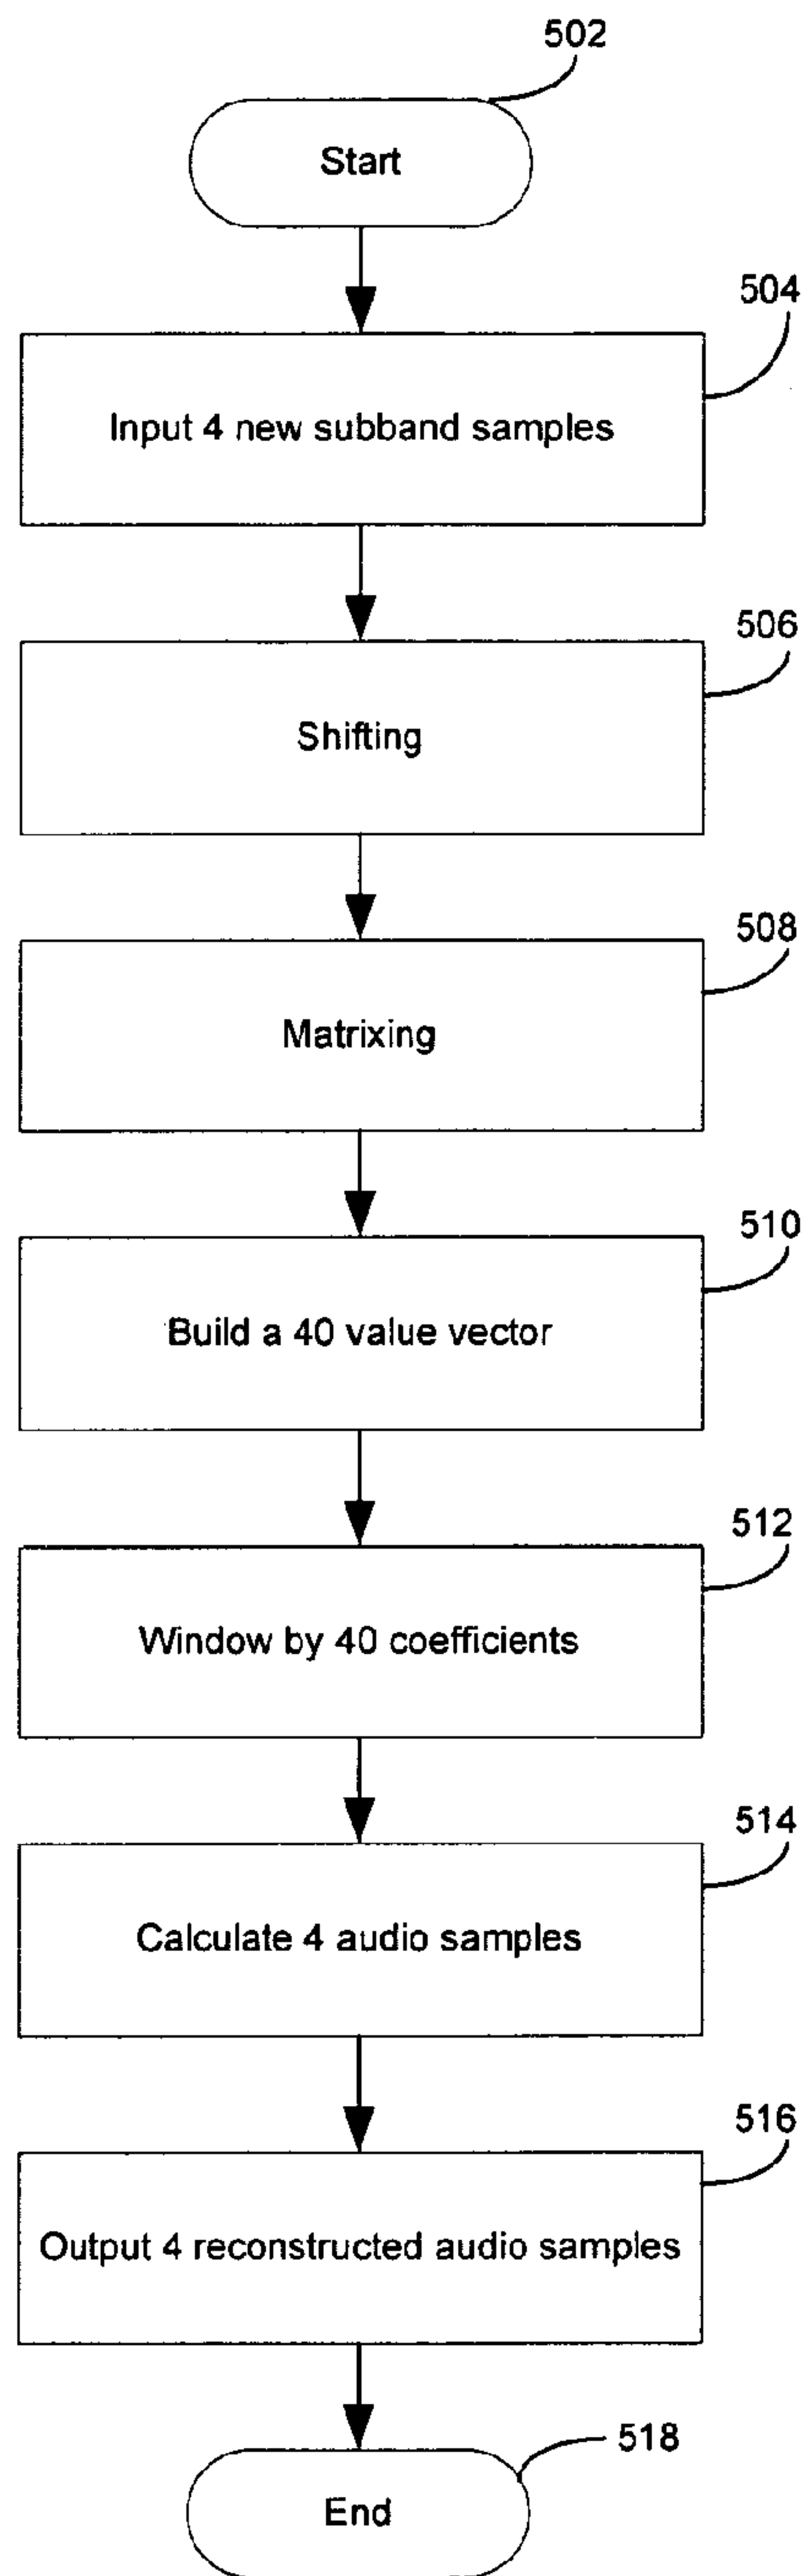 502
Start
504
Input 4 new subband samples
506
Shifting
508
Matrixing
510
Build a 40 value vector
512
Window by 40 coefficients
514
Calculate 4 audio samples
516
Output 4 reconstructed audio samples
518
End